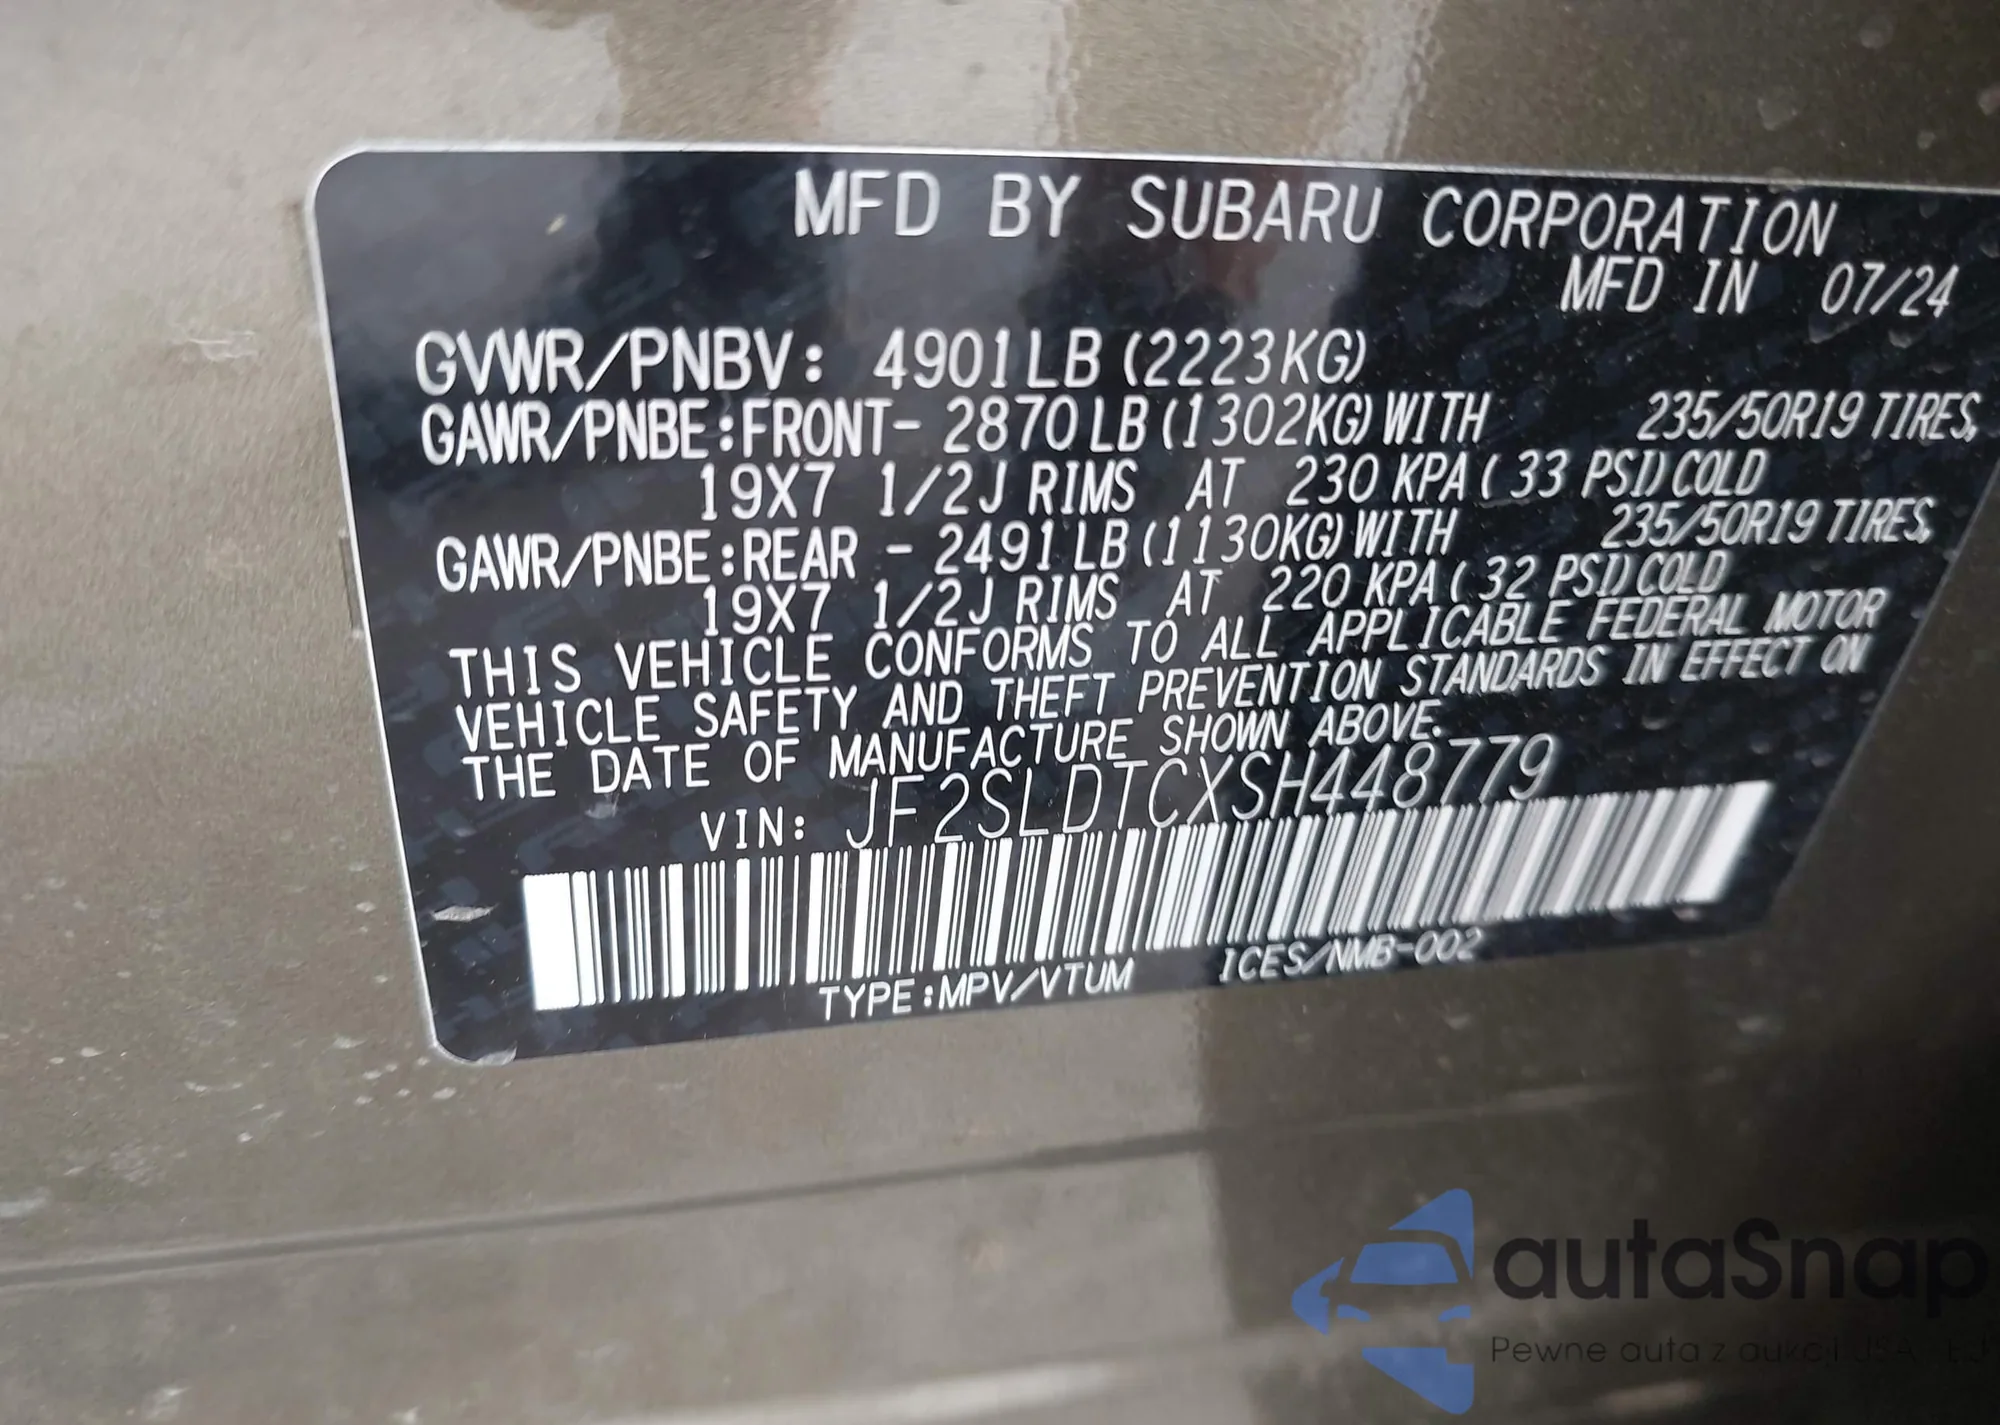 MFD BY SUBARU CORPORATION
MFD IN 07/24
GVWR/PNBV: 4901LB (2223KG)
GAWR/PNBE:FRONT- 2870LB (1302KG) WITH 235/50R19 TIRES,
19X7 1/2J RIMS AT 230 KPA ( 33 PSI) COLD
GAWR/PNBE:REAR - 2491LB (1130KG) WITH 235/50R19 TIRES,
19X7 1/2J RIMS AT 220 KPA ( 32 PSI) COLD
THIS VEHICLE CONFORMS TO ALL APPLICABLE FEDERAL MOTOR
VEHICLE SAFETY AND THEFT PREVENTION STANDARDS IN EFFECT ON
THE DATE OF MANUFACTURE SHOWN ABOVE.
VIN: JF2SLDTCXSH448779
TYPE:MPV/VTUM ICES/NMB-002
autaSnap
Pewne auta z aukcji